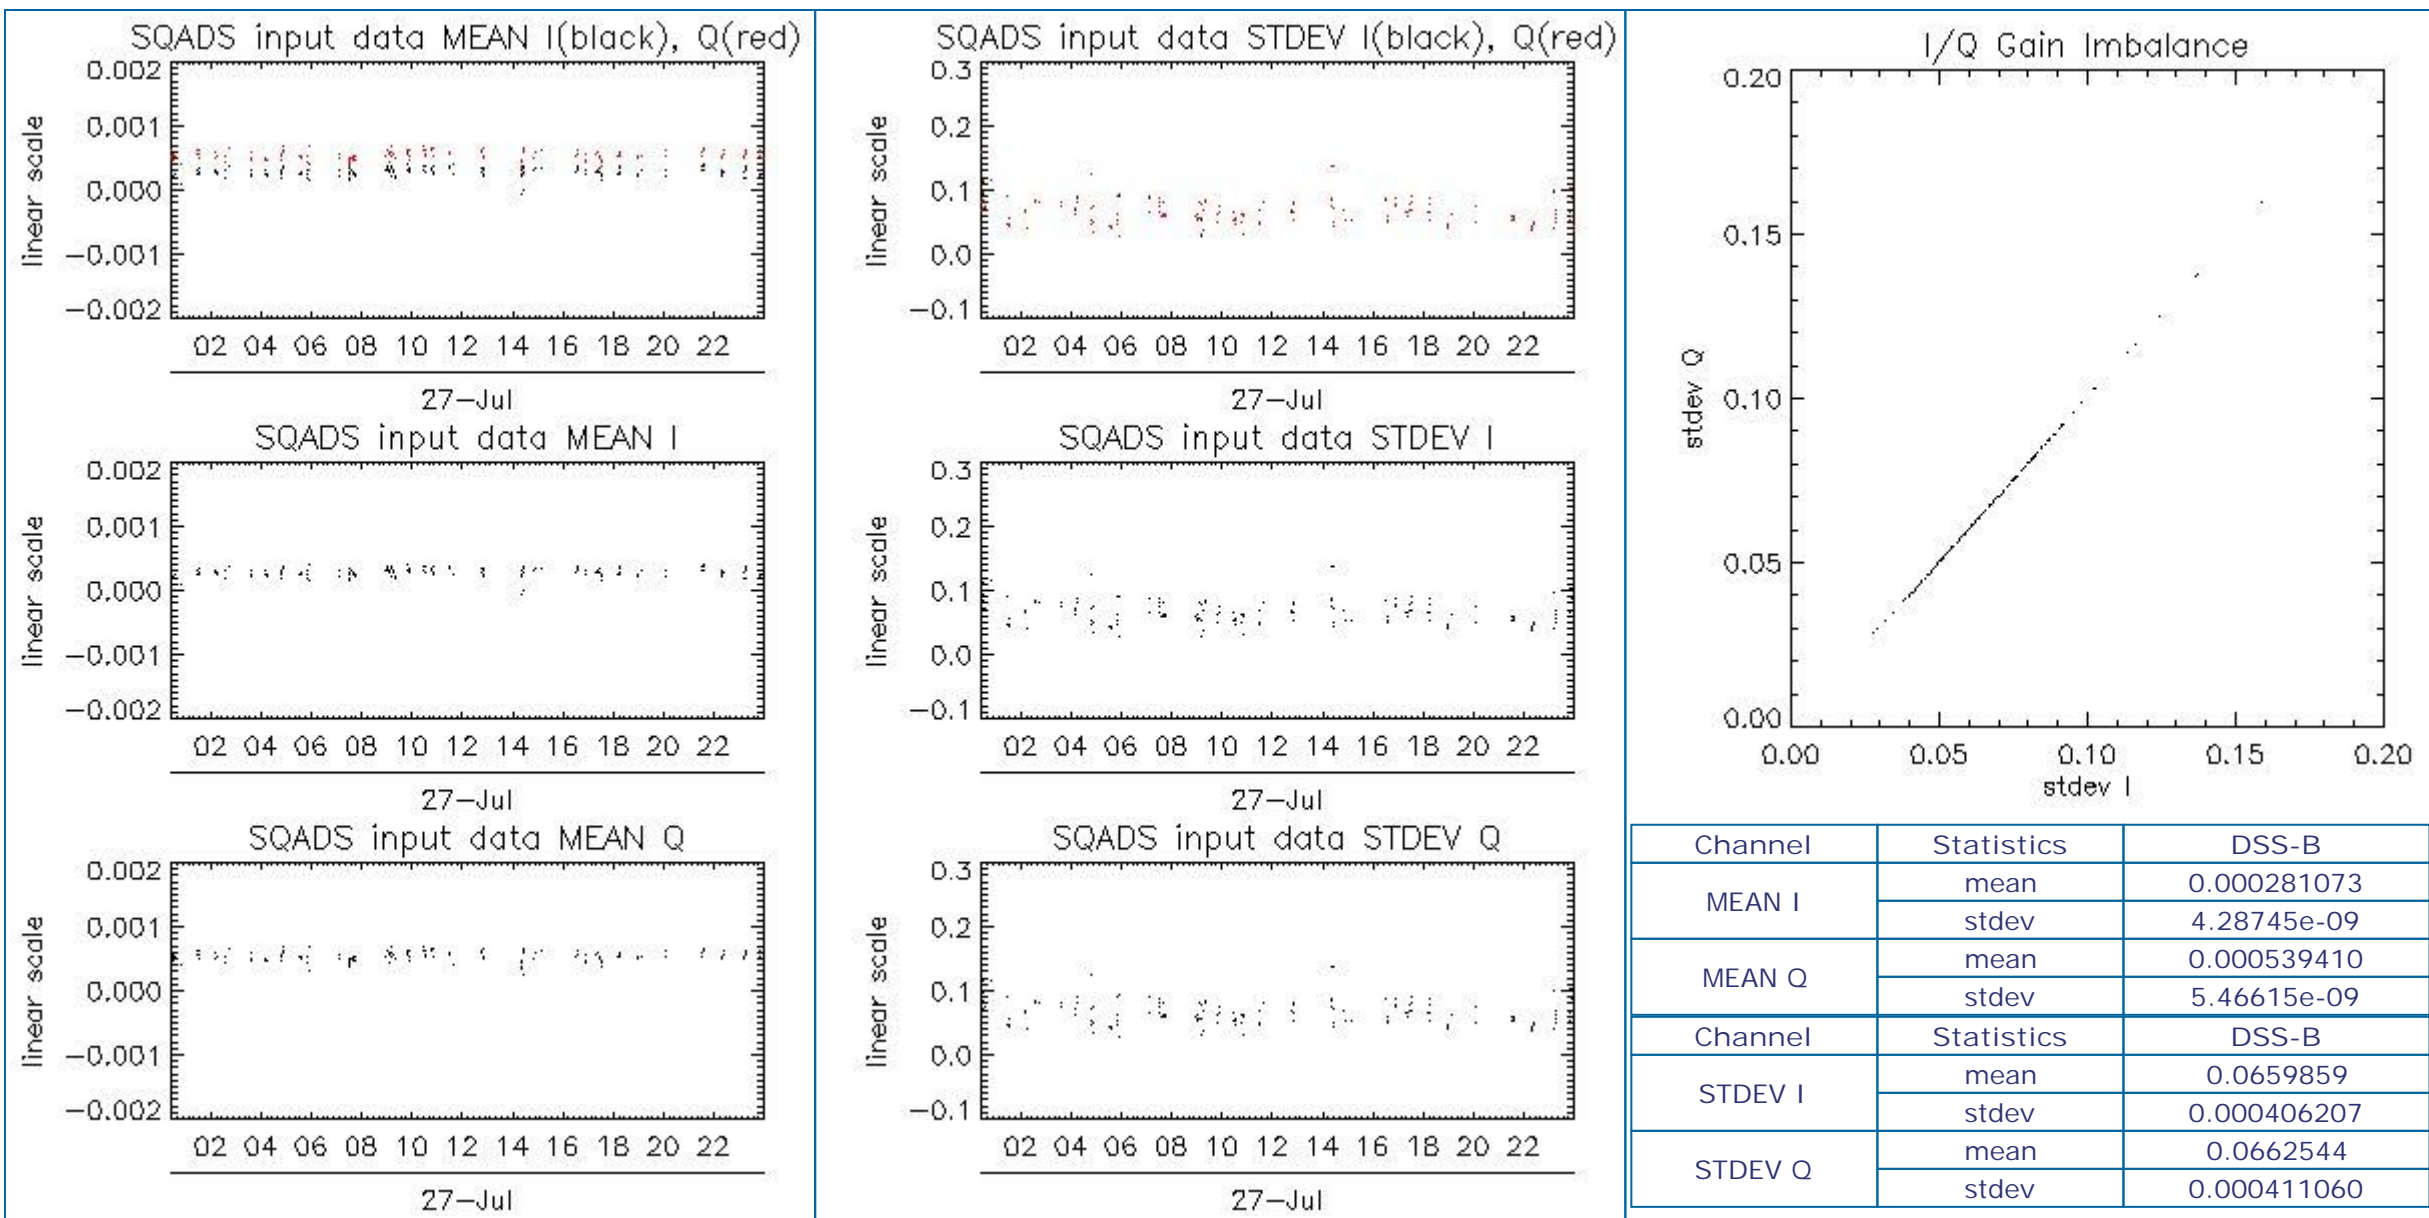 SQADS input data MEAN I(black), Q(red)
0.002
0.001
0.000
−0.001
−0.002
linear scale
02 04 06 08 10 12 14 16 18 20 22
27−Jul
SQADS input data MEAN I
0.002
0.001
0.000
−0.001
−0.002
linear scale
02 04 06 08 10 12 14 16 18 20 22
27−Jul
SQADS input data MEAN Q
0.002
0.001
0.000
−0.001
−0.002
linear scale
02 04 06 08 10 12 14 16 18 20 22
27−Jul
SQADS input data STDEV I(black), Q(red)
0.3
0.2
0.1
0.0
−0.1
linear scale
02 04 06 08 10 12 14 16 18 20 22
27−Jul
SQADS input data STDEV I
0.3
0.2
0.1
0.0
−0.1
linear scale
02 04 06 08 10 12 14 16 18 20 22
27−Jul
SQADS input data STDEV Q
0.3
0.2
0.1
0.0
−0.1
linear scale
02 04 06 08 10 12 14 16 18 20 22
27−Jul
I/Q Gain Imbalance
0.20
0.15
0.10
0.05
0.00
stdev Q
0.00 0.05 0.10 0.15 0.20
stdev I
Channel Statistics DSS-B
MEAN I mean 0.000281073
stdev 4.28745e-09
MEAN Q mean 0.000539410
stdev 5.46615e-09
Channel Statistics DSS-B
STDEV I mean 0.0659859
stdev 0.000406207
STDEV Q mean 0.0662544
stdev 0.000411060